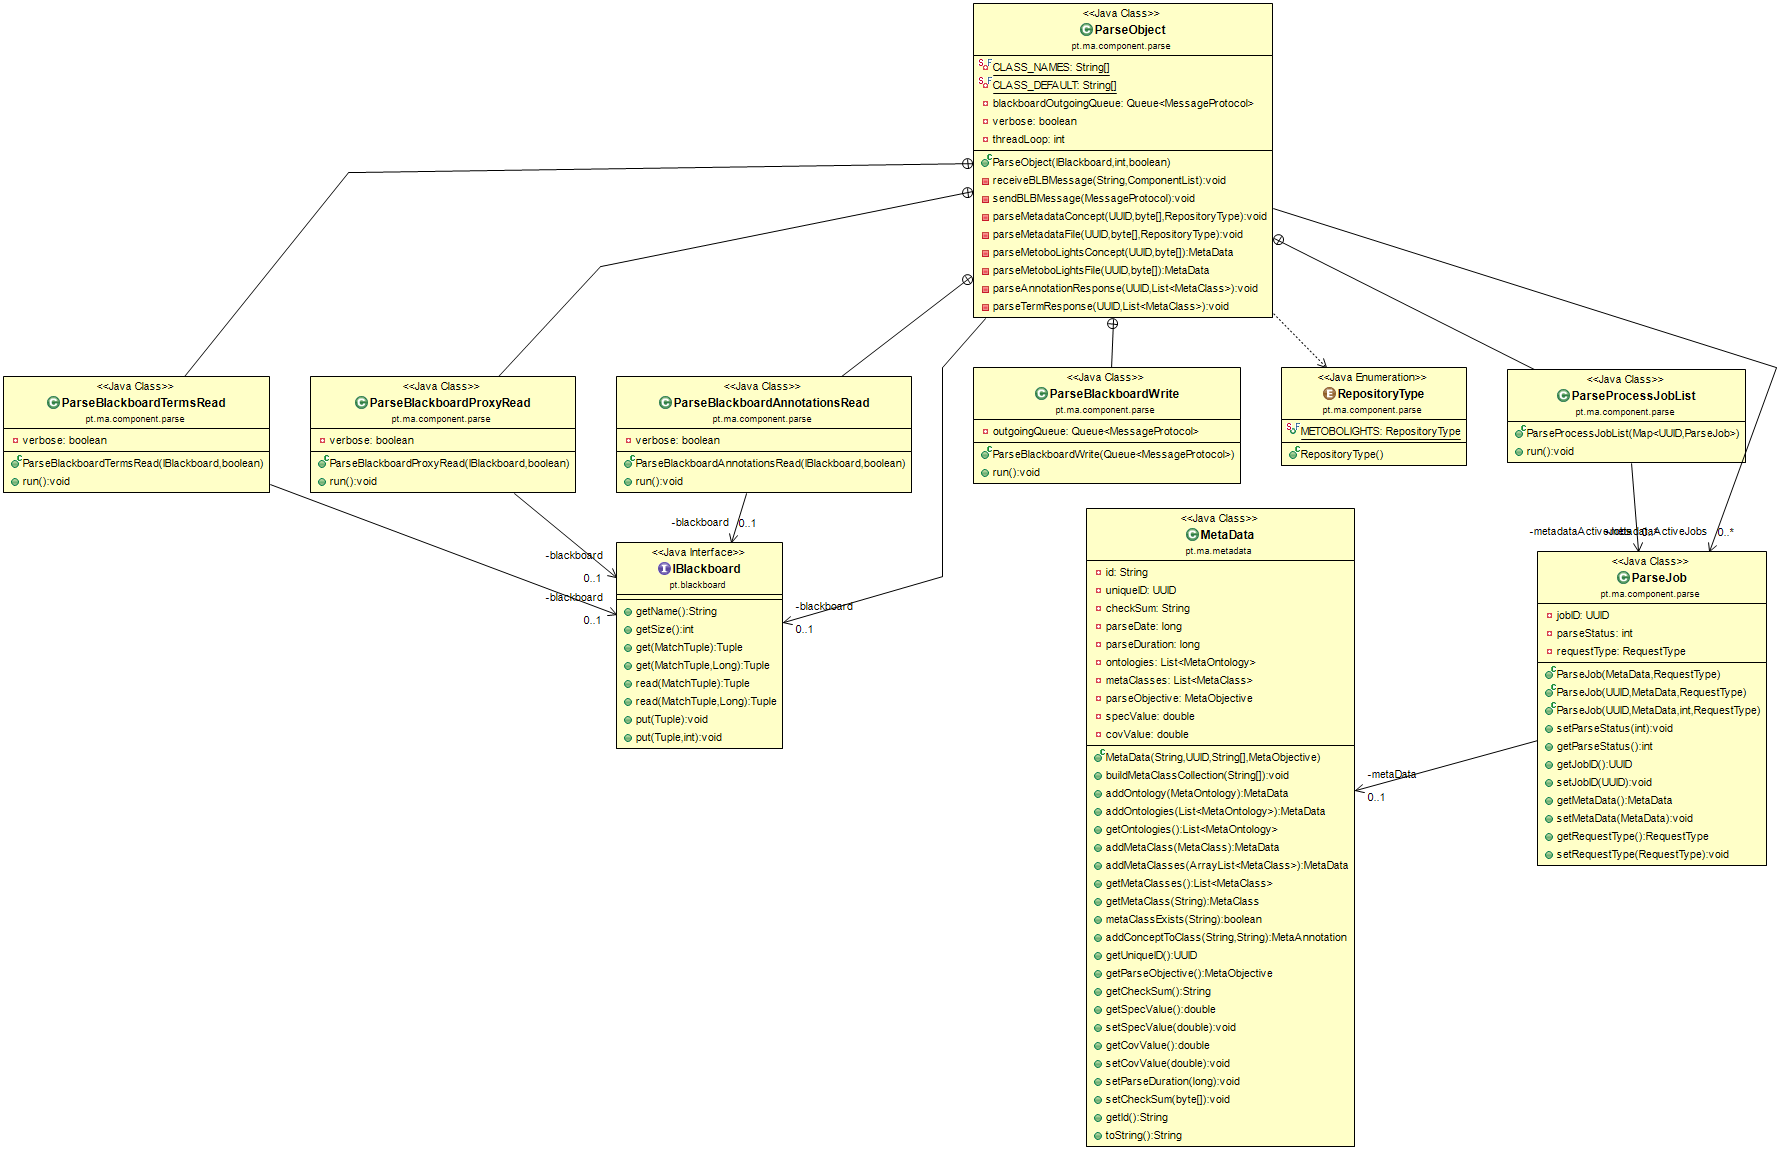 <<Java Class>>
ParseObject
pt.ma.component.parse
CLASS_NAMES: String[]
CLASS_DEFAULT: String[]
blackboardOutgoingQueue: Queue<MessageProtocol>
verbose: boolean
threadLoop: int
ParseObject(IBlackboard,int,boolean)
receiveBLBMessage(String,ComponentList):void
sendBLBMessage(MessageProtocol):void
parseMetadataConcept(UUID,byte[],RepositoryType):void
parseMetadataFile(UUID,byte[],RepositoryType):void
parseMetoboLightsConcept(UUID,byte[]):MetaData
parseMetoboLightsFile(UUID,byte[]):MetaData
parseAnnotationResponse(UUID,List<MetaClass>):void
parseTermResponse(UUID,List<MetaClass>):void
<<Java Class>>
ParseBlackboardTermsRead
pt.ma.component.parse
verbose: boolean
ParseBlackboardTermsRead(IBlackboard,boolean)
run():void
<<Java Class>>
ParseBlackboardProxyRead
pt.ma.component.parse
verbose: boolean
ParseBlackboardProxyRead(IBlackboard,boolean)
run():void
<<Java Class>>
ParseBlackboardAnnotationsRead
pt.ma.component.parse
verbose: boolean
ParseBlackboardAnnotationsRead(IBlackboard,boolean)
run():void
<<Java Class>>
ParseBlackboardWrite
pt.ma.component.parse
outgoingQueue: Queue<MessageProtocol>
ParseBlackboardWrite(Queue<MessageProtocol>)
run():void
<<Java Enumeration>>
RepositoryType
pt.ma.component.parse
METOBOLIGHTS: RepositoryType
RepositoryType()
<<Java Class>>
ParseProcessJobList
pt.ma.component.parse
ParseProcessJobList(Map<UUID,ParseJob>)
run():void
-blackboard 0..1
-blackboard
0..1
-blackboard
0..1
-blackboard
0..1
-metadataActiveJobs 0..*
-metadataActiveJobs 0..*
<<Java Interface>>
IBlackboard
pt.blackboard
getName():String
getSize():int
get(MatchTuple):Tuple
get(MatchTuple,Long):Tuple
read(MatchTuple):Tuple
read(MatchTuple,Long):Tuple
put(Tuple):void
put(Tuple,int):void
<<Java Class>>
MetaData
pt.ma.metadata
id: String
uniqueID: UUID
checkSum: String
parseDate: long
parseDuration: long
ontologies: List<MetaOntology>
metaClasses: List<MetaClass>
parseObjective: MetaObjective
specValue: double
covValue: double
MetaData(String,UUID,String[],MetaObjective)
buildMetaClassCollection(String[]):void
addOntology(MetaOntology):MetaData
addOntologies(List<MetaOntology>):MetaData
getOntologies():List<MetaOntology>
addMetaClass(MetaClass):MetaData
addMetaClasses(ArrayList<MetaClass>):MetaData
getMetaClasses():List<MetaClass>
getMetaClass(String):MetaClass
metaClassExists(String):boolean
addConceptToClass(String,String):MetaAnnotation
getUniqueID():UUID
getParseObjective():MetaObjective
getCheckSum():String
getSpecValue():double
setSpecValue(double):void
getCovValue():double
setCovValue(double):void
setParseDuration(long):void
setCheckSum(byte[]):void
getId():String
toString():String
-metaData
0..1
<<Java Class>>
ParseJob
pt.ma.component.parse
jobID: UUID
parseStatus: int
requestType: RequestType
ParseJob(MetaData,RequestType)
ParseJob(UUID,MetaData,RequestType)
ParseJob(UUID,MetaData,int,RequestType)
setParseStatus(int):void
getParseStatus():int
getJobID():UUID
setJobID(UUID):void
getMetaData():MetaData
setMetaData(MetaData):void
getRequestType():RequestType
setRequestType(RequestType):void